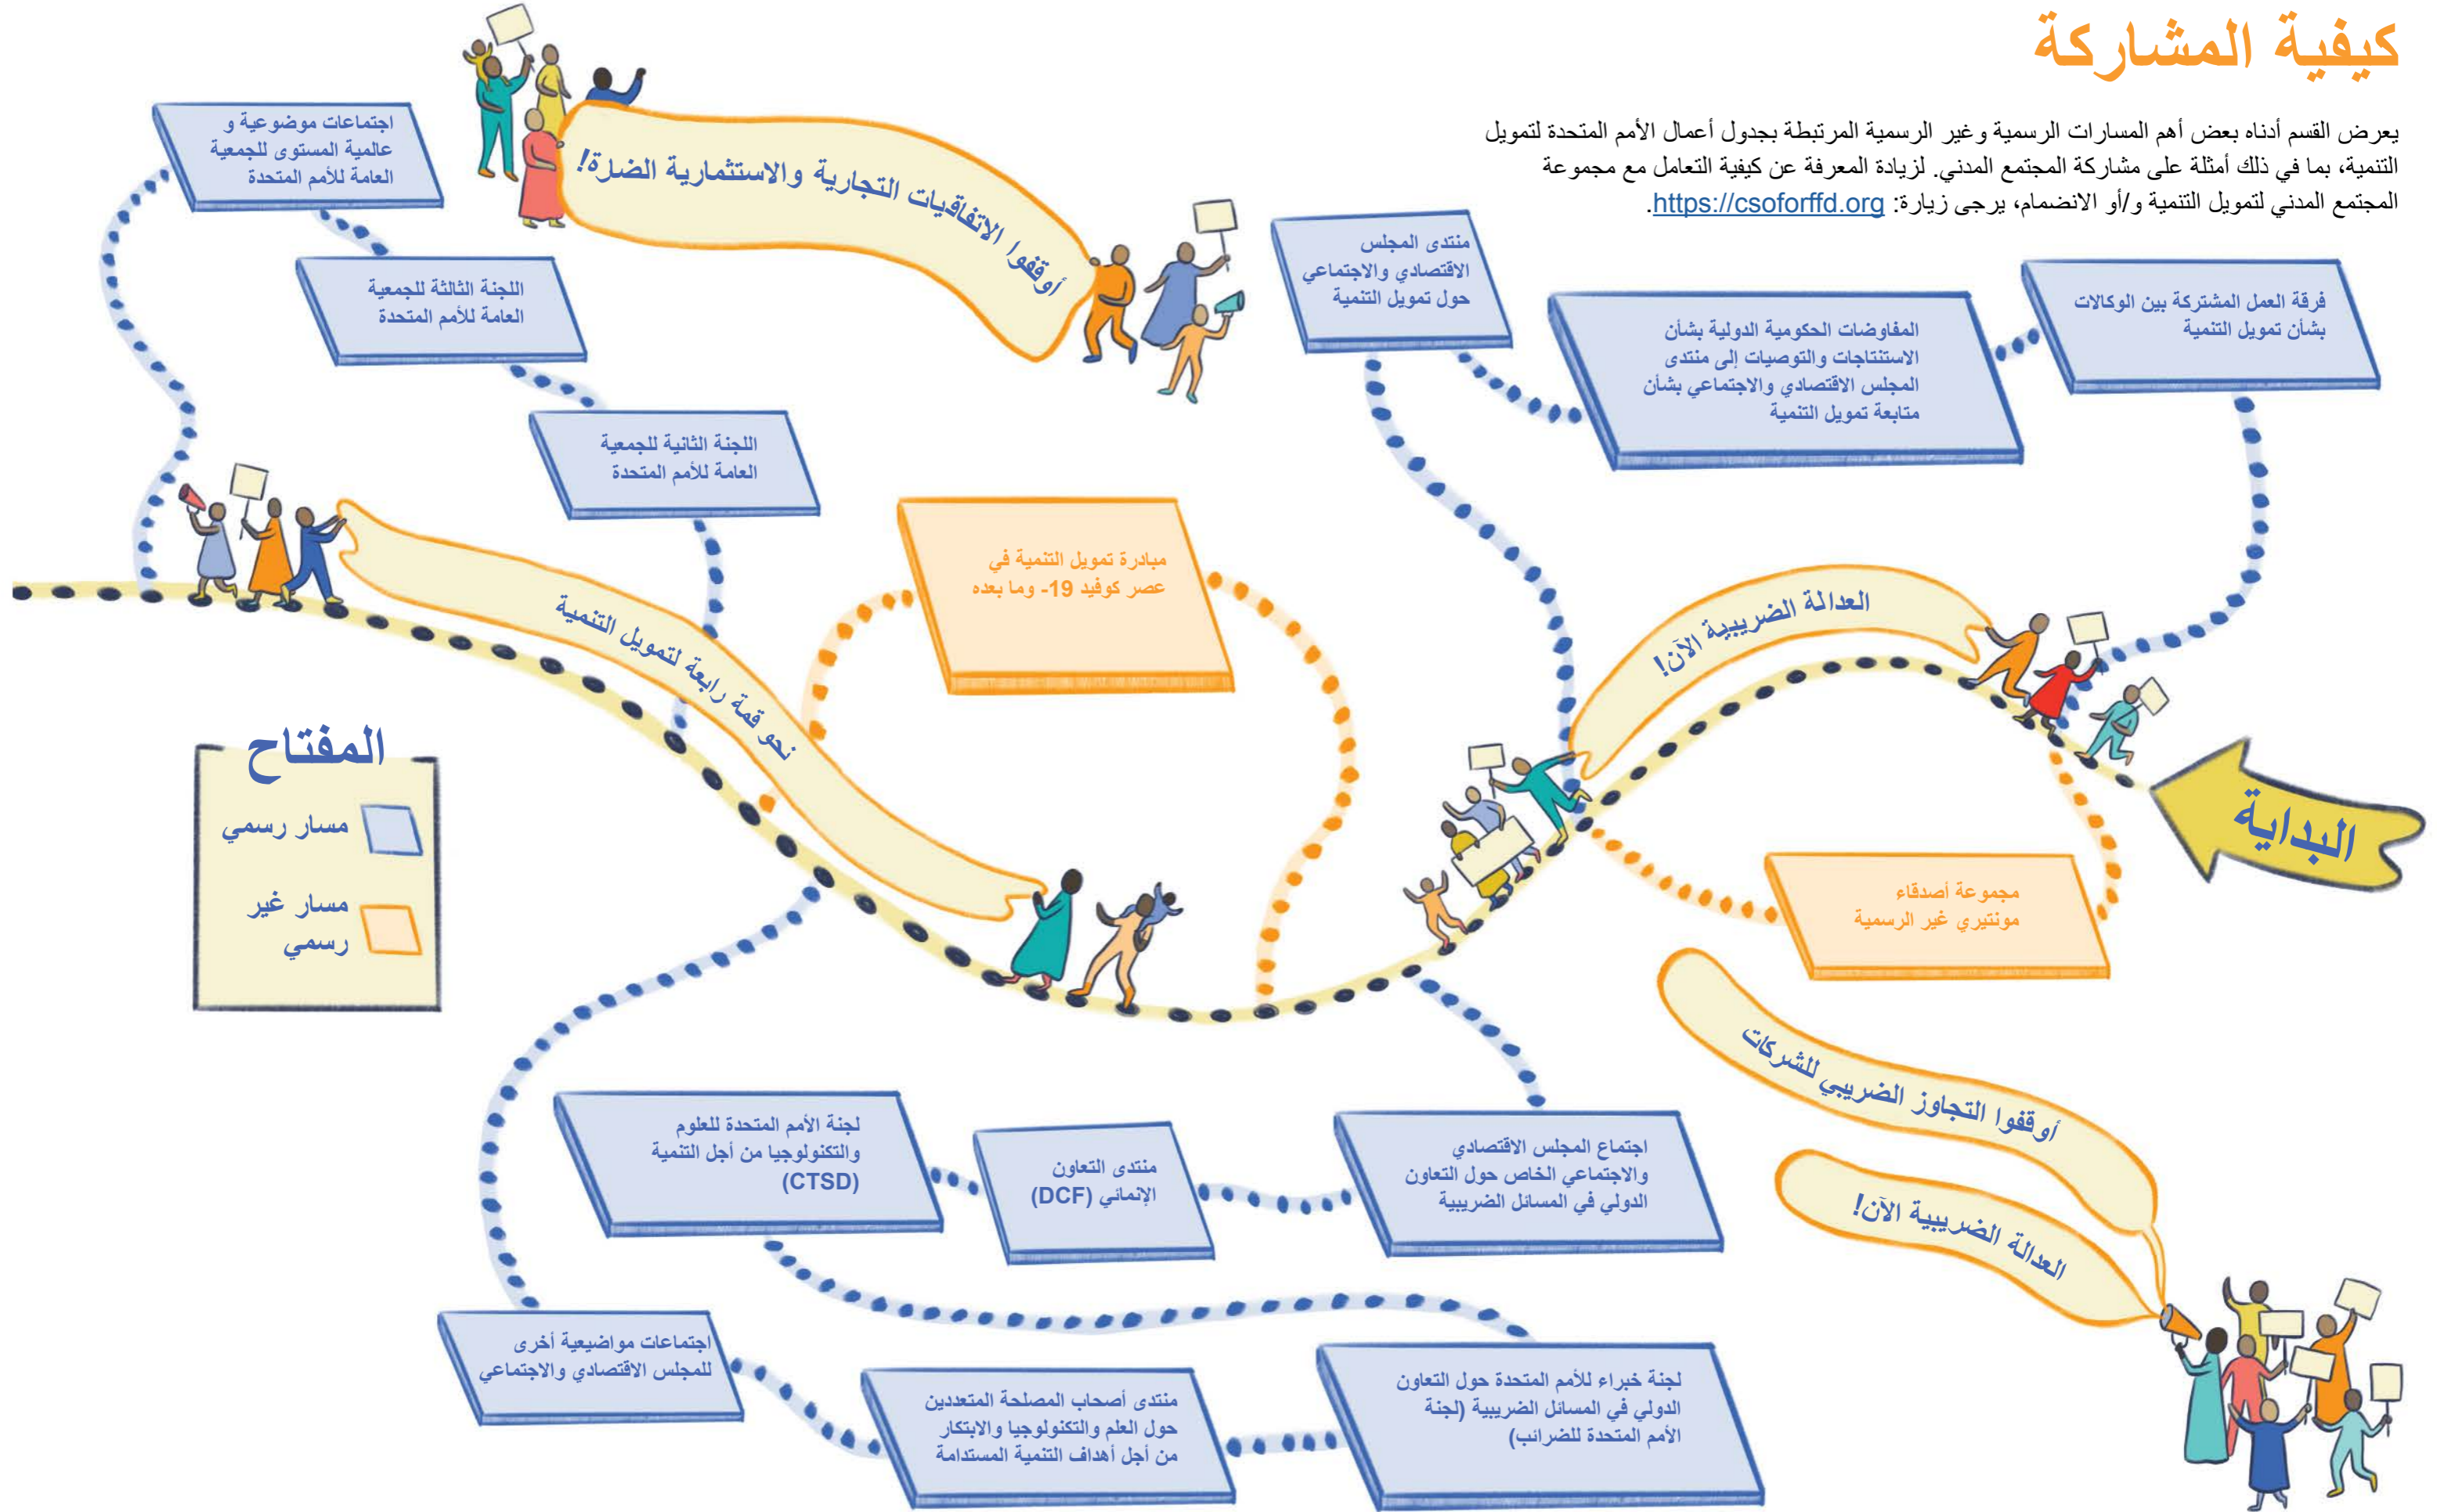 كيفية المشاركة
يعرض القسم أدناه بعض أهم المسارات الرسمية وغير الرسمية المرتبطة بجدول أعمال الأمم المتحدة لتمويل
التنمية، بما في ذلك أمثلة على مشاركة المجتمع المدني. لزيادة المعرفة عن كيفية التعامل مع مجموعة
المجتمع المدني لتمويل التنمية و/أو الانضمام، يرجى زيارة: https://csoforffd.org.
البداية
فرقة العمل المشتركة بين الوكالات
بشأن تمويل التنمية
المفاوضات الحكومية الدولية بشأن
الاستنتاجات والتوصيات إلى منتدى
المجلس الاقتصادي والاجتماعي بشأن
متابعة تمويل التنمية
منتدى المجلس
الاقتصادي والاجتماعي
حول تمويل التنمية
العدالة الضريبية الآن!
مجموعة أصدقاء
مونتيري غير الرسمية
أوقفوا التجاوز الضريبي للشركات
العدالة الضريبية الآن!
اجتماع المجلس الاقتصادي
والاجتماعي الخاص حول التعاون
الدولي في المسائل الضريبية
منتدى التعاون
الإنمائي (DCF)
لجنة الأمم المتحدة للعلوم
والتكنولوجيا من أجل التنمية
(CTSD)
لجنة خبراء للأمم المتحدة حول التعاون
الدولي في المسائل الضريبية (لجنة
الأمم المتحدة للضرائب)
منتدى أصحاب المصلحة المتعددين
حول العلم والتكنولوجيا والابتكار
من أجل أهداف التنمية المستدامة
اجتماعات مواضيعية أخرى
للمجلس الاقتصادي والاجتماعي
مبادرة تمويل التنمية في
عصر كوفيد 19- وما بعده
نحو قمة رابعة لتمويل التنمية
أوقفوا الاتفاقيات التجارية والاستثمارية الضارة!
اللجنة الثانية للجمعية
العامة للأمم المتحدة
اللجنة الثالثة للجمعية
العامة للأمم المتحدة
اجتماعات موضوعية و
عالمية المستوى للجمعية
العامة للأمم المتحدة
المفتاح
مسار رسمي
مسار غير
رسمي